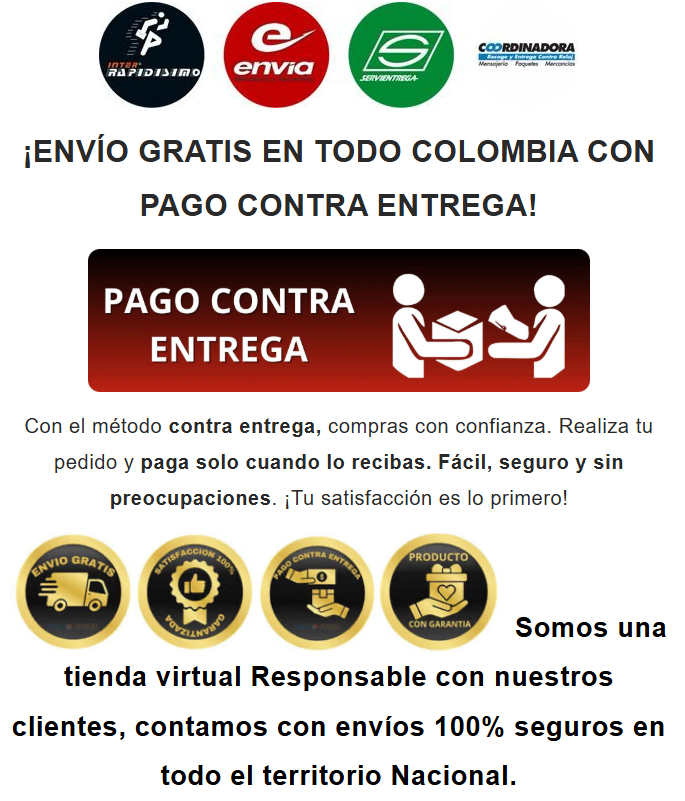 INTER
RAPIDISIMO
envía
SERVIENTREGA
COORDINADORA
Recoge y Entrega Contra Reloj
Mensajería Paquetes Mercancías
¡ENVÍO GRATIS EN TODO COLOMBIA CON
PAGO CONTRA ENTREGA!
PAGO CONTRA
ENTREGA
Con el método contra entrega, compras con confianza. Realiza tu
pedido y paga solo cuando lo recibas. Fácil, seguro y sin
preocupaciones. ¡Tu satisfacción es lo primero!
ENVIO GRATIS
SATISFACCION 100%
GARANTIZADA
PAGO CONTRA ENTREGA
PRODUCTO
CON GARANTIA
Somos una
tienda virtual Responsable con nuestros
clientes, contamos con envíos 100% seguros en
todo el territorio Nacional.